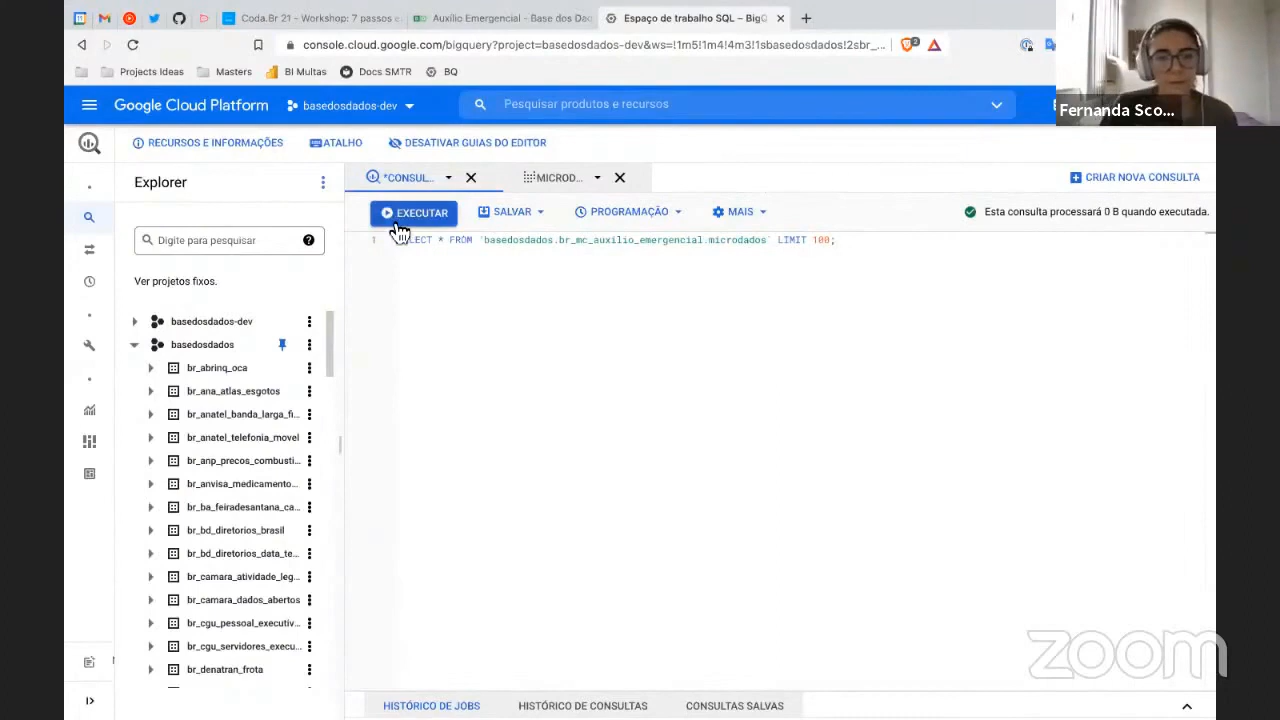 Coda.Br 21 - Workshop: 7 passos e
Auxílio Emergencial - Base dos Dad
Espaço de trabalho SQL – BigQ
console.cloud.google.com/bigquery?project=basedosdados-dev&ws=!1m5!1m4!4m3!1sbasedosdados!2sbr_...
2
Projects Ideas
Masters
BI Multas
Docs SMTR
BQ
Fernanda Sco...
Google Cloud Platform
basedosdados-dev
Pesquisar produtos e recursos
RECURSOS E INFORMAÇÕES
ATALHO
DESATIVAR GUIAS DO EDITOR
Explorer
*CONSUL...
MICROD...
CRIAR NOVA CONSULTA
EXECUTAR
SALVAR
PROGRAMAÇÃO
MAIS
Esta consulta processará 0 B quando executada.
Digite para pesquisar
1 SELECT * FROM `basedosdados.br_mc_auxilio_emergencial.microdados` LIMIT 100;
Ver projetos fixos.
basedosdados-dev
basedosdados
br_abrinq_oca
br_ana_atlas_esgotos
br_anatel_banda_larga_fi...
br_anatel_telefonia_movel
br_anp_precos_combusti...
br_anvisa_medicamento...
br_ba_feiradesantana_ca...
br_bd_diretorios_brasil
br_bd_diretorios_data_te...
br_camara_atividade_leg...
br_camara_dados_abertos
br_cgu_pessoal_executiv...
br_cgu_servidores_execu...
br_denatran_frota
zoom
HISTÓRICO DE JOBS
HISTÓRICO DE CONSULTAS
CONSULTAS SALVAS